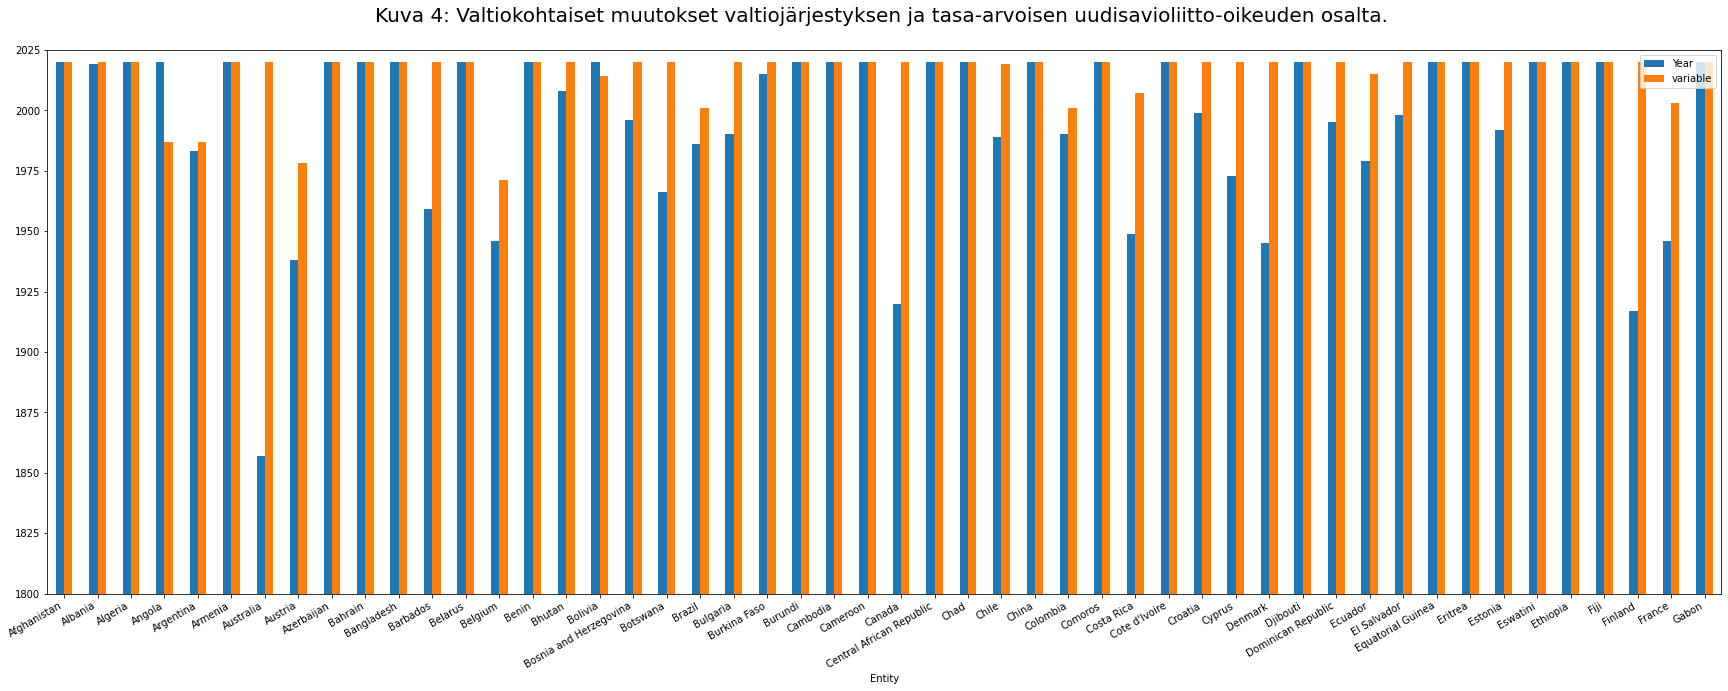 Kuva 4: Valtiokohtaiset muutokset valtiojärjestyksen ja tasa-arvoisen uudisavioliitto-oikeuden osalta.
Year
variable
2025
2000
1975
1950
1925
1900
1875
1850
1825
1800
Afghanistan
Albania
Algeria
Angola
Argentina
Armenia
Australia
Austria
Azerbaijan
Bahrain
Bangladesh
Barbados
Belarus
Belgium
Benin
Bhutan
Bolivia
Bosnia and Herzegovina
Botswana
Brazil
Bulgaria
Burkina Faso
Burundi
Cambodia
Cameroon
Canada
Central African Republic
Chad
Chile
China
Colombia
Comoros
Costa Rica
Cote d'Ivoire
Croatia
Cyprus
Denmark
Djibouti
Dominican Republic
Ecuador
El Salvador
Equatorial Guinea
Eritrea
Estonia
Eswatini
Ethiopia
Fiji
Finland
France
Gabon
Entity